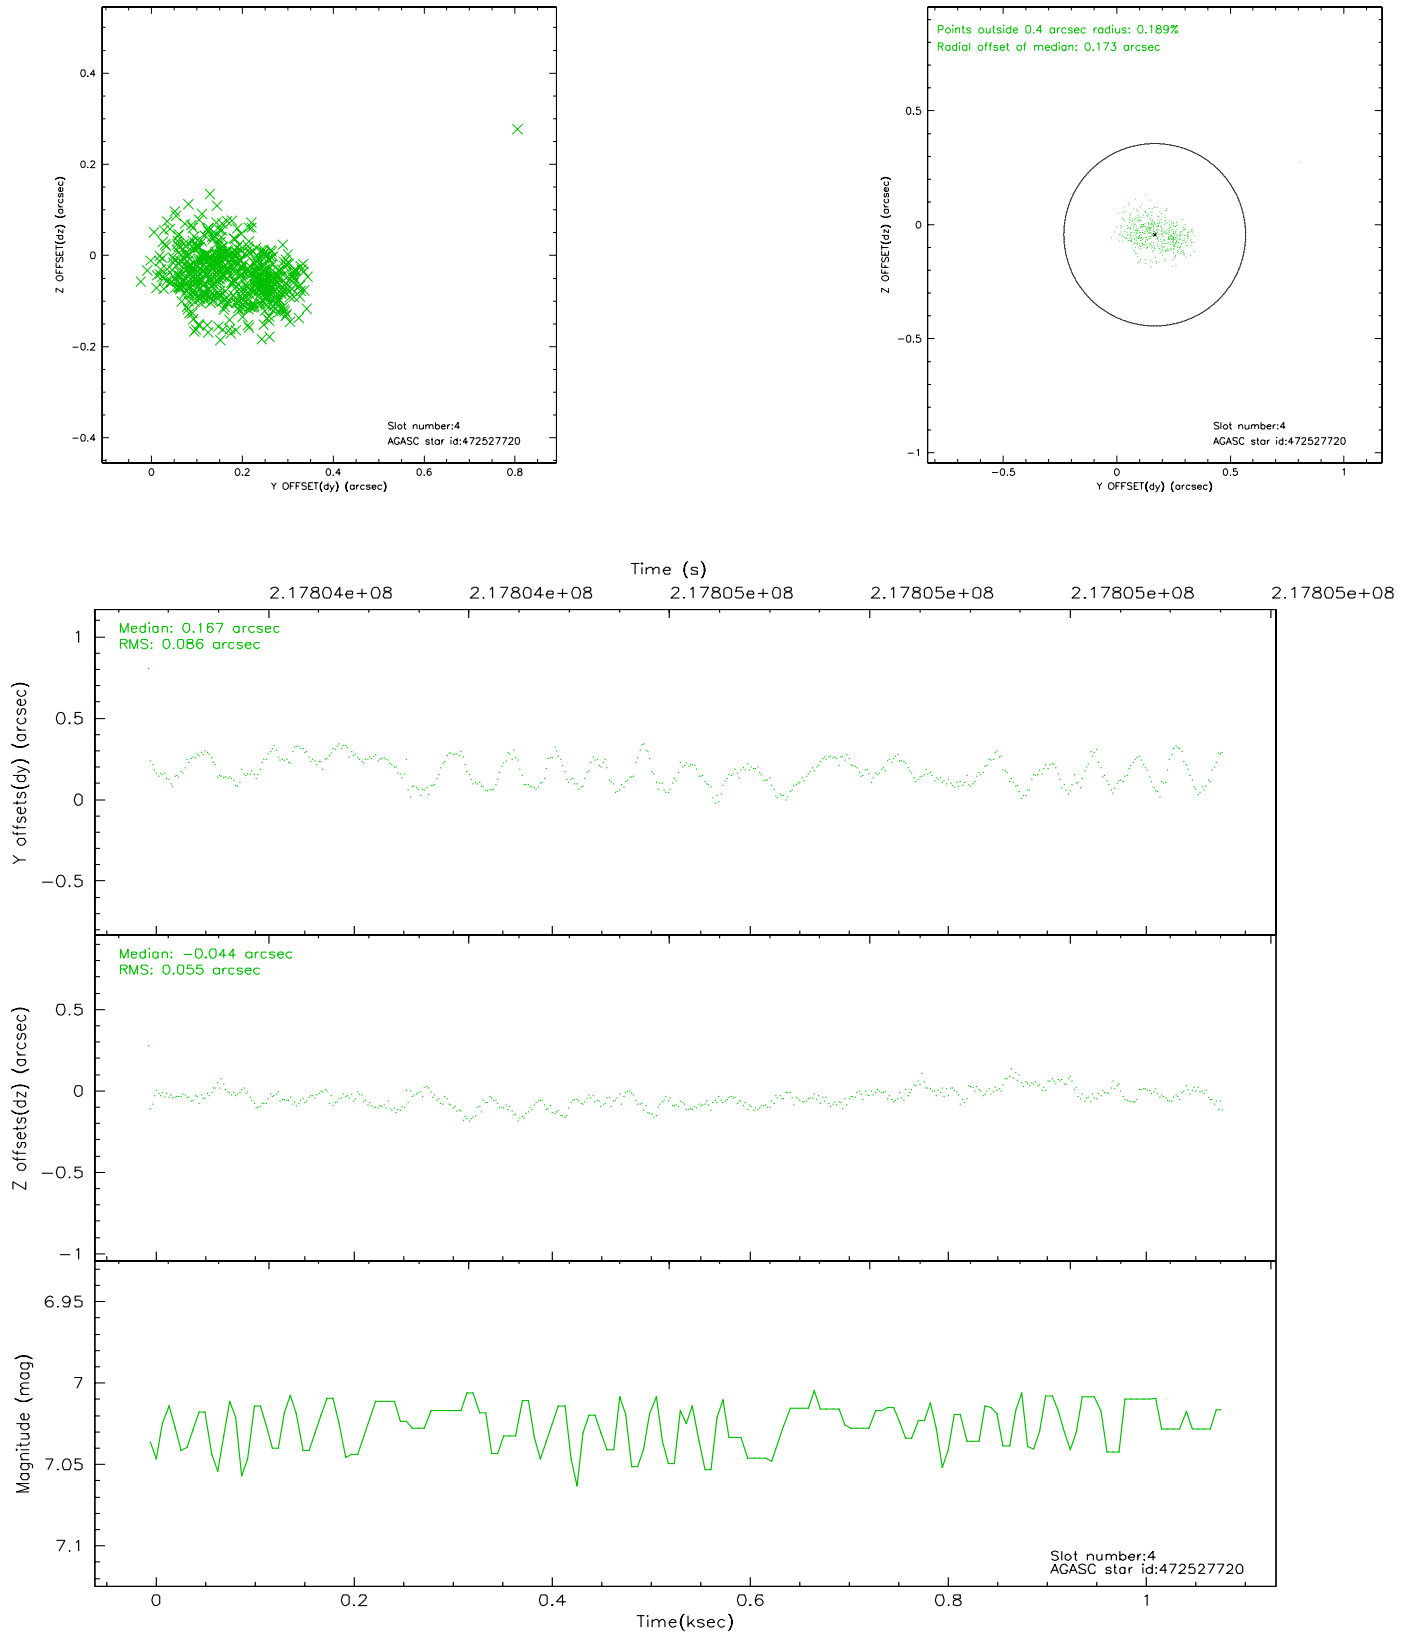 0.4
0.2
0
−0.2
−0.4
Z OFFSET(dz) (arcsec)
0
0.2
0.4
0.6
0.8
Y OFFSET(dy) (arcsec)
Slot number:4
AGASC star id:472527720
Points outside 0.4 arcsec radius: 0.189%
Radial offset of median: 0.173 arcsec
0.5
0
−0.5
−1
Z OFFSET(dz) (arcsec)
−0.5
0
0.5
1
Y OFFSET(dy) (arcsec)
Slot number:4
AGASC star id:472527720
Time (s)
2.17804e+08 2.17804e+08 2.17805e+08 2.17805e+08 2.17805e+08 2.17805e+08
Median: 0.167 arcsec
RMS: 0.086 arcsec
1
0.5
0
−0.5
Y offsets(dy) (arcsec)
Median: −0.044 arcsec
RMS: 0.055 arcsec
0.5
0
−0.5
−1
Z offsets(dz) (arcsec)
6.95
7
7.05
7.1
Magnitude (mag)
Slot number:4
AGASC star id:472527720
0 0.2 0.4 0.6 0.8 1
Time(ksec)